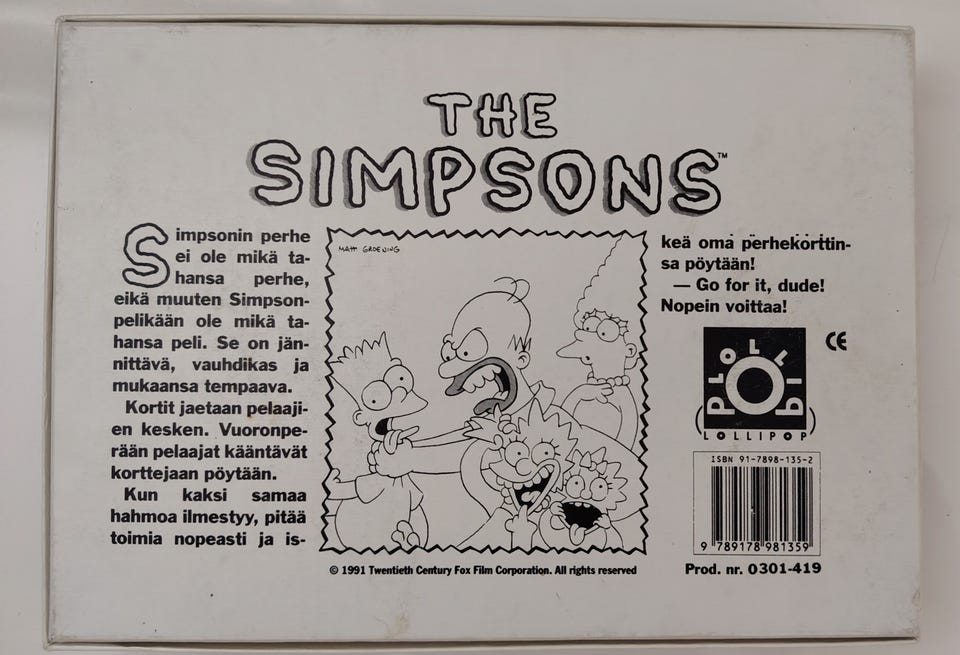 THE
SIMPSONS™
Simpsonin perhe
ei ole mikä ta-
hansa perhe,
eikä muuten Simpson-
pelikään ole mikä ta-
hansa peli. Se on jän-
nittävä, vauhdikas ja
mukaansa tempaava.
Kortit jaetaan pelaaji-
en kesken. Vuoronpe-
rään pelaajat kääntävät
korttejaan pöytään.
Kun kaksi samaa
hahmoa ilmestyy, pitää
toimia nopeasti ja is-
MATT GROENING
© 1991 Twentieth Century Fox Film Corporation. All rights reserved
keä oma perhekorttin-
sa pöytään!
— Go for it, dude!
Nopein voittaa!
CE
LOLLIPOP
(LOLLIPOP)
ISBN 91-7898-135-2
9 789178 981359
Prod. nr. 0301-419